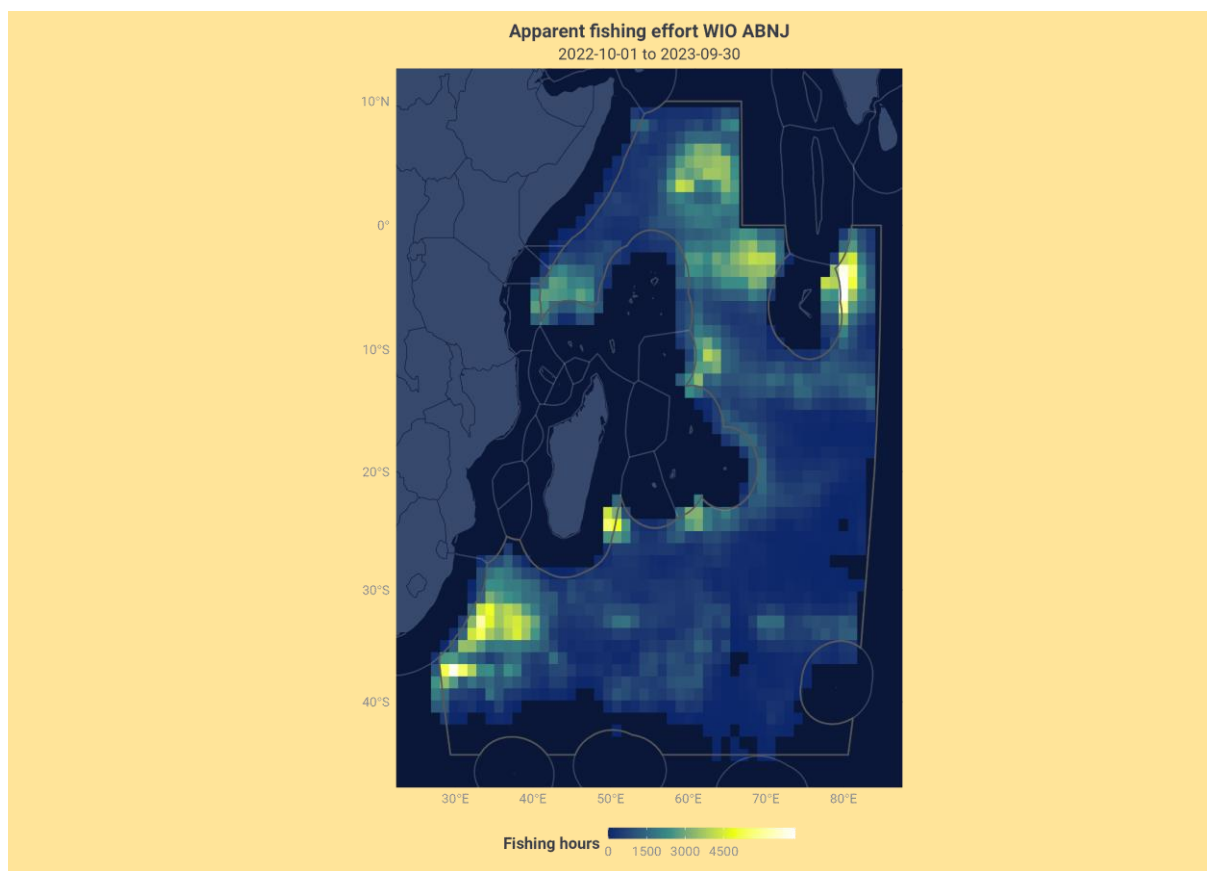 Apparent fishing effort WIO ABNJ
2022-10-01 to 2023-09-30
10°N
0°
10°S
20°S
30°S
40°S
30°E 40°E 50°E 60°E 70°E 80°E
Fishing hours
0 1500 3000 4500